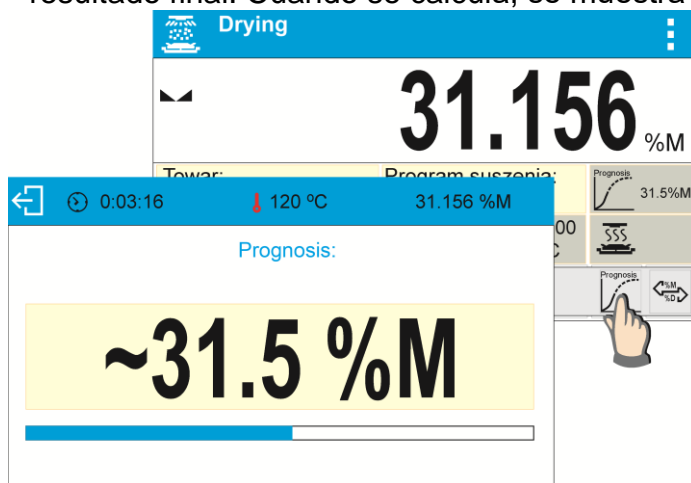 resultado final. Cuando se calcula, se muestra
Drying
31.156 %M
Towar:
Program suszenia:
Prognosis
31.5%M
0:03:16
120 ºC
31.156 %M
00
Prognosis:
~31.5 %M
Prognosis
%M
%D